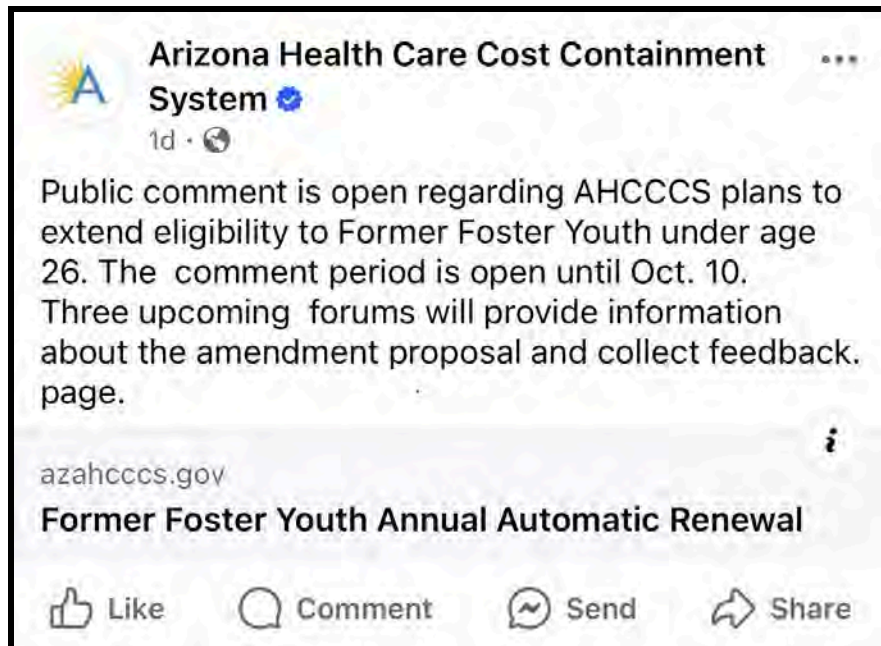 Arizona Health Care Cost Containment
System
1d ·
Public comment is open regarding AHCCCS plans to
extend eligibility to Former Foster Youth under age
26. The  comment period is open until Oct. 10.
Three upcoming  forums will provide information
about the amendment proposal and collect feedback.
page.
azahcccs.gov
Former Foster Youth Annual Automatic Renewal
Like Comment Send Share